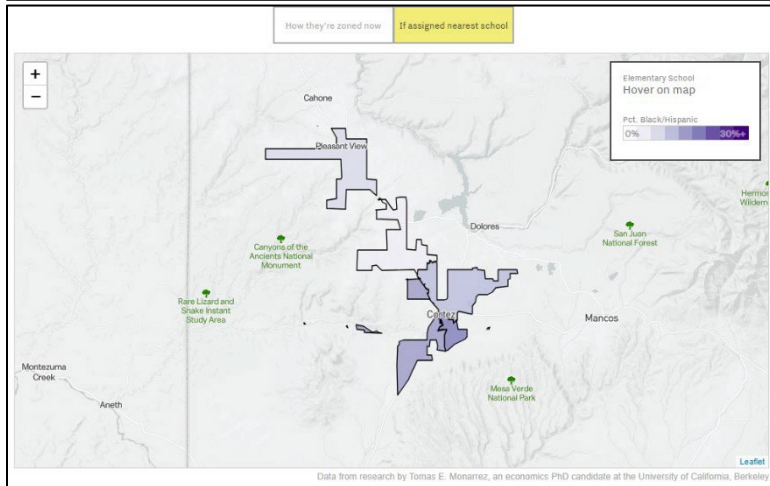 How they're zoned now
If assigned nearest school
+
−
Elementary School
Hover on map
Pct. Black/Hispanic
0%
30%+
Cahone
Pleasant View
Dolores
Hermos
Wildern
San Juan
National Forest
Canyons of the
Ancients National
Monument
Rare Lizard and
Snake Instant
Study Area
Cortez
Mancos
Montezuma
Creek
Aneth
Mesa Verde
National Park
Leaflet
Data from research by Tomas E. Monarrez, an economics PhD candidate at the University of California, Berkeley